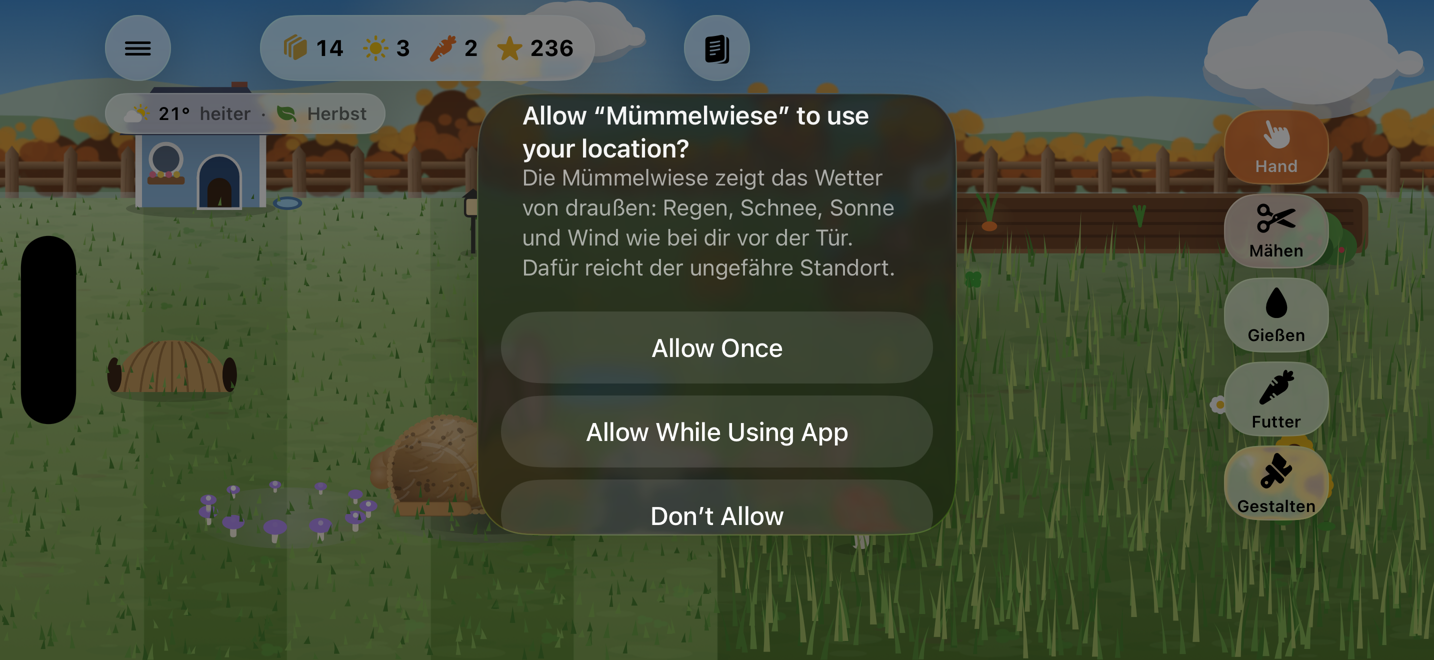 14 3 2 236
21° heiter · Herbst
Allow “Mümmelwiese” to use
your location?
Die Mümmelwiese zeigt das Wetter
von draußen: Regen, Schnee, Sonne
und Wind wie bei dir vor der Tür.
Dafür reicht der ungefähre Standort.
Allow Once
Allow While Using App
Don’t Allow
Hand
Mähen
Gießen
Futter
Gestalten